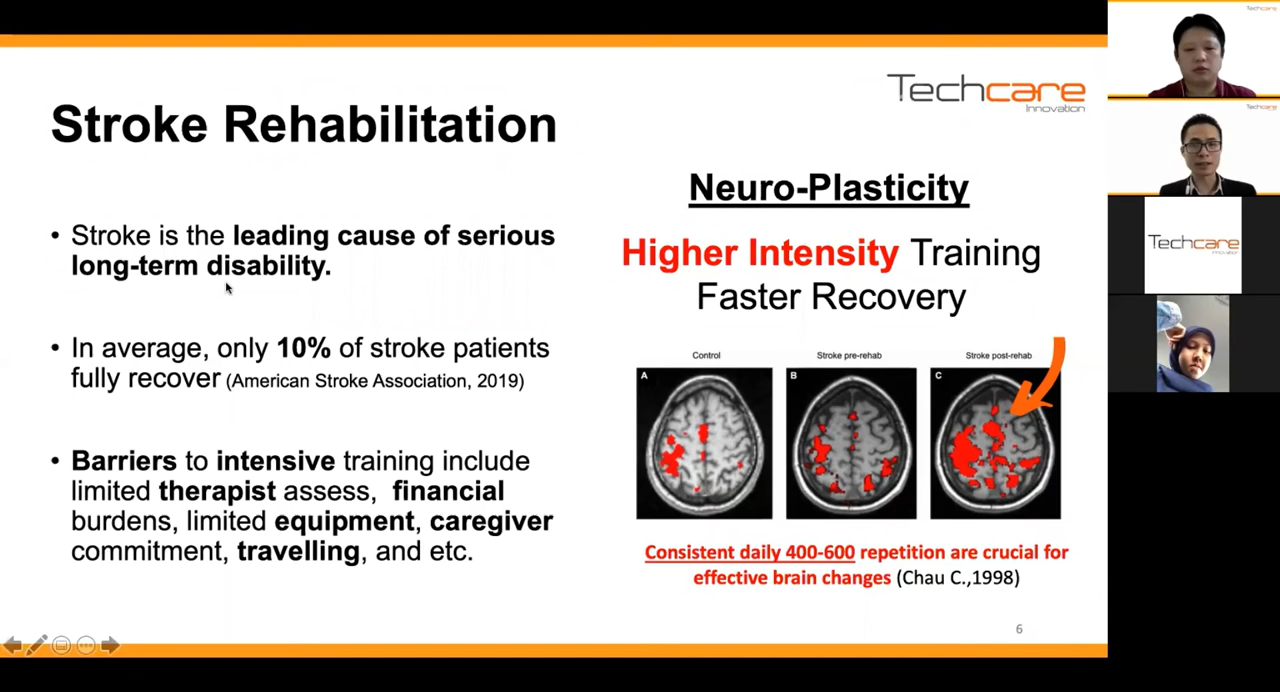 Techcare
Innovation
Stroke Rehabilitation
• Stroke is the leading cause of serious
long-term disability.
• In average, only 10% of stroke patients
fully recover (American Stroke Association, 2019)
• Barriers to intensive training include
limited therapist assess, financial
burdens, limited equipment, caregiver
commitment, travelling, and etc.
Neuro-Plasticity
Higher Intensity Training
Faster Recovery
Control
Stroke pre-rehab
Stroke post-rehab
A
B
C
Consistent daily 400-600 repetition are crucial for
effective brain changes (Chau C.,1998)
6
Techcare
Techcare
Techcare
Innovation